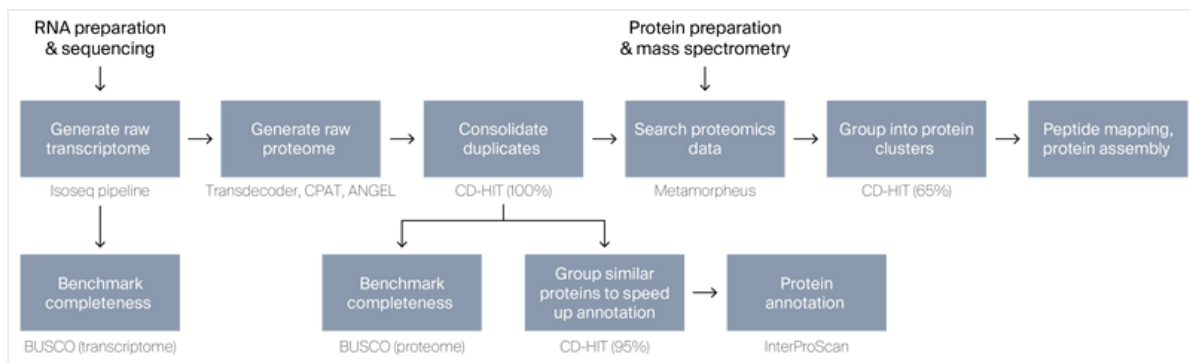 RNA preparation
& sequencing
Protein preparation
& mass spectrometry
Generate raw
transcriptome
Generate raw
proteome
Consolidate
duplicates
Search proteomics
data
Group into protein
clusters
Peptide mapping,
protein assembly
Isoseq pipeline
Transdecoder, CPAT, ANGEL
CD-HIT (100%)
Metamorpheus
CD-HIT (65%)
Benchmark
completeness
Benchmark
completeness
Group similar
proteins to speed
up annotation
Protein
annotation
BUSCO (transcriptome)
BUSCO (proteome)
CD-HIT (95%)
InterProScan